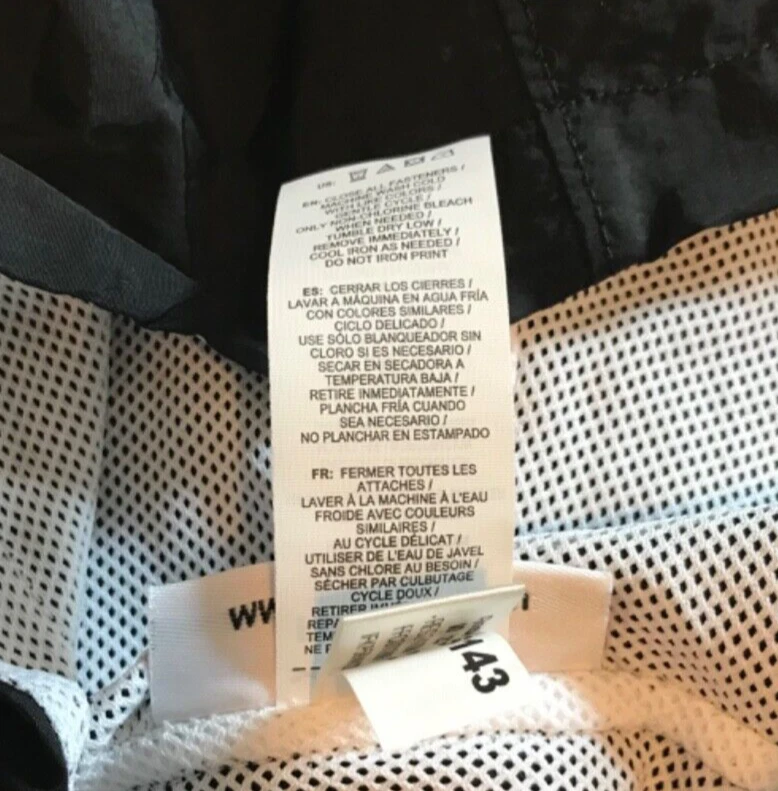 US:
EN: CLOSE ALL FASTENERS /
MACHINE WASH COLD
WITH LIKE COLORS /
GENTLE CYCLE /
ONLY NON-CHLORINE BLEACH
WHEN NEEDED /
TUMBLE DRY LOW /
REMOVE IMMEDIATELY /
COOL IRON AS NEEDED /
DO NOT IRON PRINT
ES: CERRAR LOS CIERRES /
LAVAR A MÁQUINA EN AGUA FRÍA
CON COLORES SIMILARES /
CICLO DELICADO /
USE SÓLO BLANQUEADOR SIN
CLORO SI ES NECESARIO /
SECAR EN SECADORA A
TEMPERATURA BAJA /
RETIRE INMEDIATAMENTE /
PLANCHA FRÍA CUANDO
SEA NECESARIO /
NO PLANCHAR EN ESTAMPADO
FR: FERMER TOUTES LES
ATTACHES /
LAVER À LA MACHINE À L'EAU
FROIDE AVEC COULEURS
SIMILAIRES /
AU CYCLE DÉLICAT /
UTILISER DE L'EAU DE JAVEL
SANS CHLORE AU BESOIN /
SÉCHER PAR CULBUTAGE
CYCLE DOUX /
RETIRER
NE
43